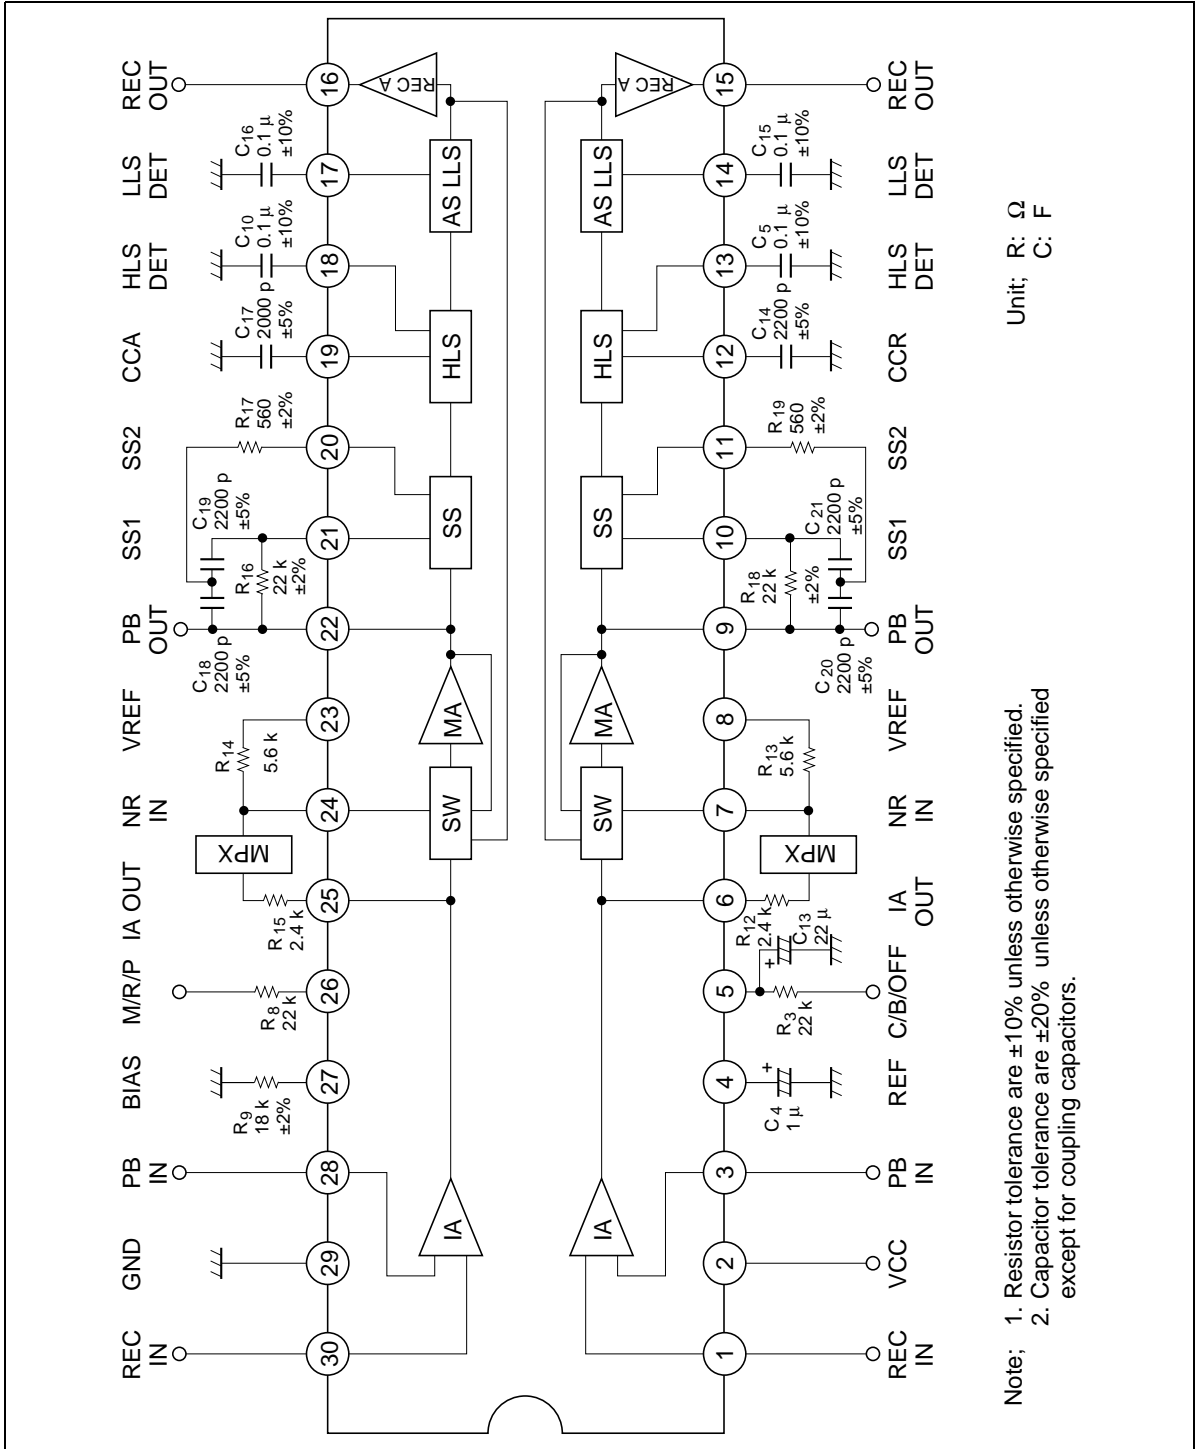 REC
IN
GND
PB
IN
BIAS
M/R/P
IA OUT
NR
IN
VREF
PB
OUT
SS1
SS2
CCA
HLS
DET
LLS
DET
REC
OUT
R9
18 k
±2%
R8
22 k
R15
2.4 k
MPX
R14
5.6 k
C18
2200 p
±5%
R16
22 k
±2%
C19
2200 p
±5%
R17
560
±2%
C17
2000 p
±5%
C10
0.1 µ
±10%
C16
0.1 µ
±10%
30
29
28
27
26
25
24
23
22
21
20
19
18
17
16
IA
SW
MA
SS
HLS
AS LLS
REC A
IA
SW
MA
SS
HLS
AS LLS
REC A
1
2
3
4
5
6
7
8
9
10
11
12
13
14
15
C4
1 µ
+
R3
22 k
+
C13
22 µ
R12
2.4 k
MPX
R13
5.6 k
C20
2200 p
±5%
R18
22 k
±2%
C21
2200 p
±5%
R19
560
±2%
C14
2200 p
±5%
C5
0.1 µ
±10%
C15
0.1 µ
±10%
REC
IN
VCC
PB
IN
REF
C/B/OFF
IA
OUT
NR
IN
VREF
PB
OUT
SS1
SS2
CCR
HLS
DET
LLS
DET
REC
OUT
Unit; R: Ω
C: F
Note; 1. Resistor tolerance are ±10% unless otherwise specified.
2. Capacitor tolerance are ±20% unless otherwise specified
except for coupling capacitors.